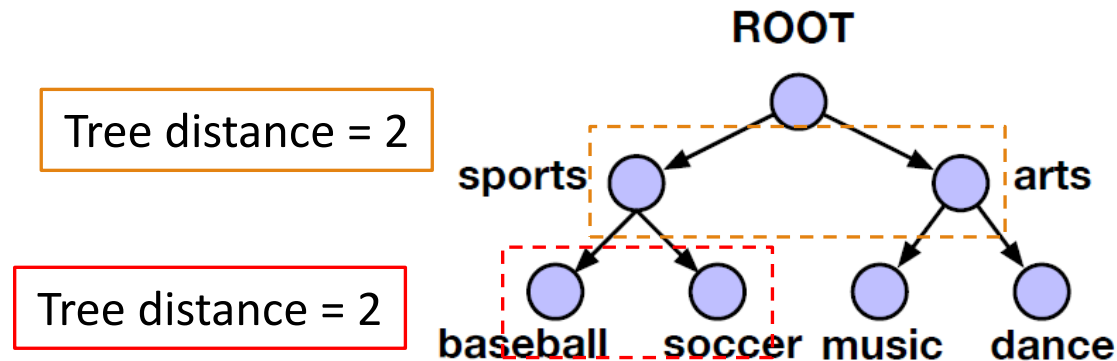 ROOT
Tree distance = 2
sports
arts
Tree distance = 2
baseball
soccer
music
dance